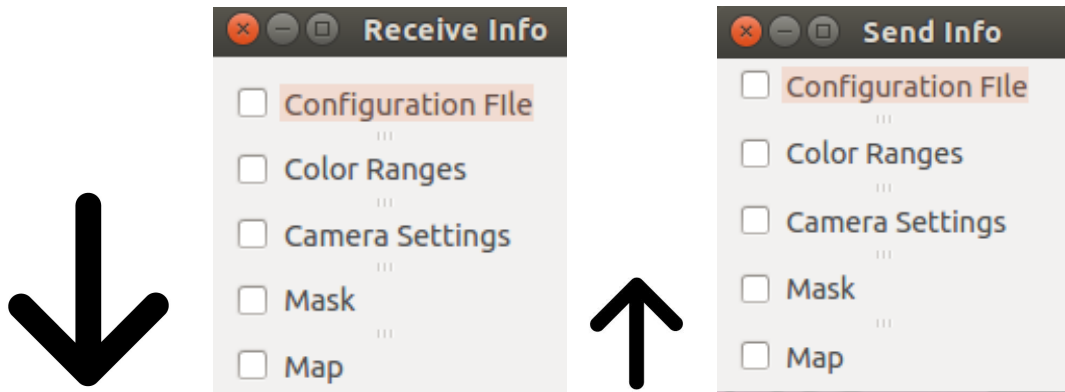 Receive Info
Configuration FIle
Color Ranges
Camera Settings
Mask
Map
Send Info
Configuration FIle
Color Ranges
Camera Settings
Mask
Map